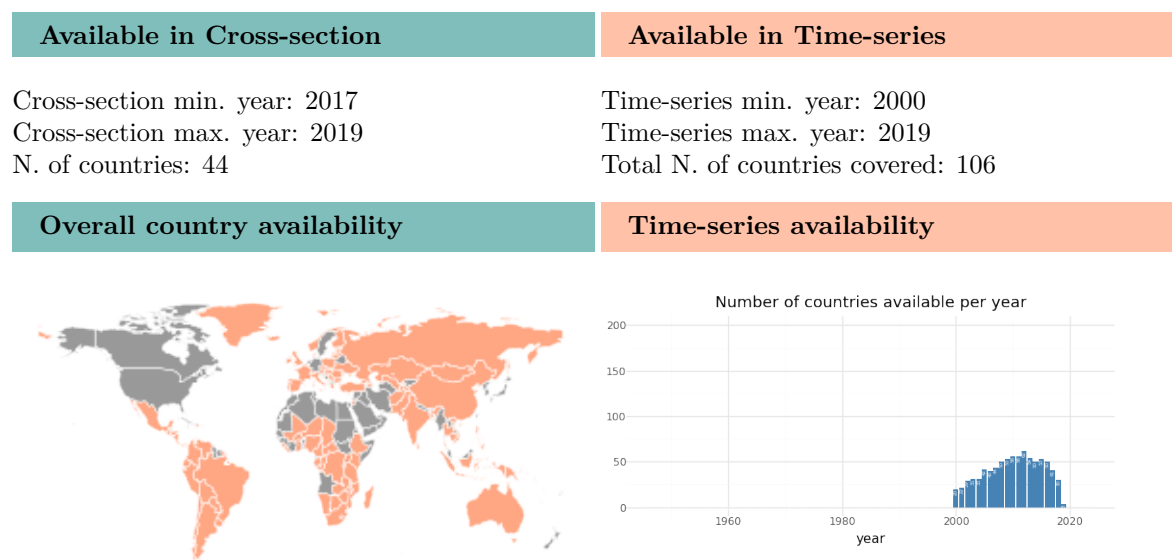 Available in Cross-section
Available in Time-series
Cross-section min. year: 2017
Cross-section max. year: 2019
N. of countries: 44
Time-series min. year: 2000
Time-series max. year: 2019
Total N. of countries covered: 106
Overall country availability
Time-series availability
Number of countries available per year
200
150
100
50
0
1960
1980
2000
2020
year